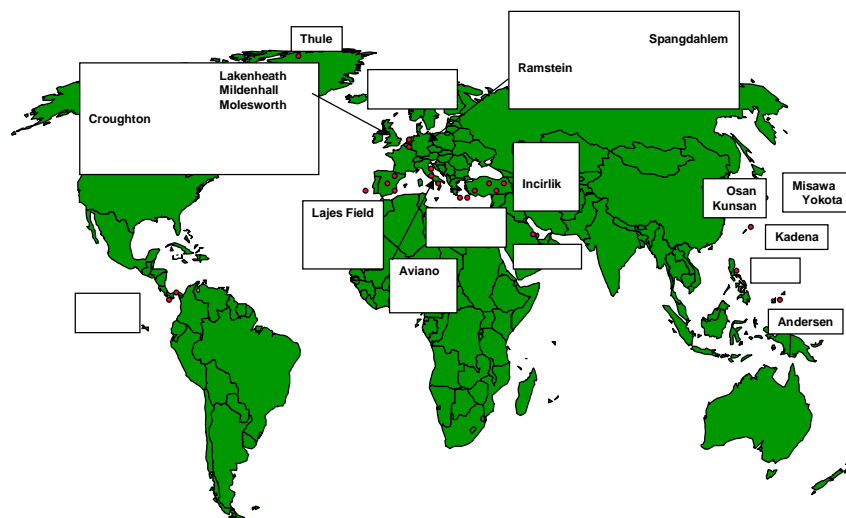 Thule
Spangdahlem
Ramstein
Lakenheath
Mildenhall
Molesworth
Croughton
Incirlik
Osan
Kunsan
Misawa
Yokota
Lajes Field
Kadena
Aviano
Andersen